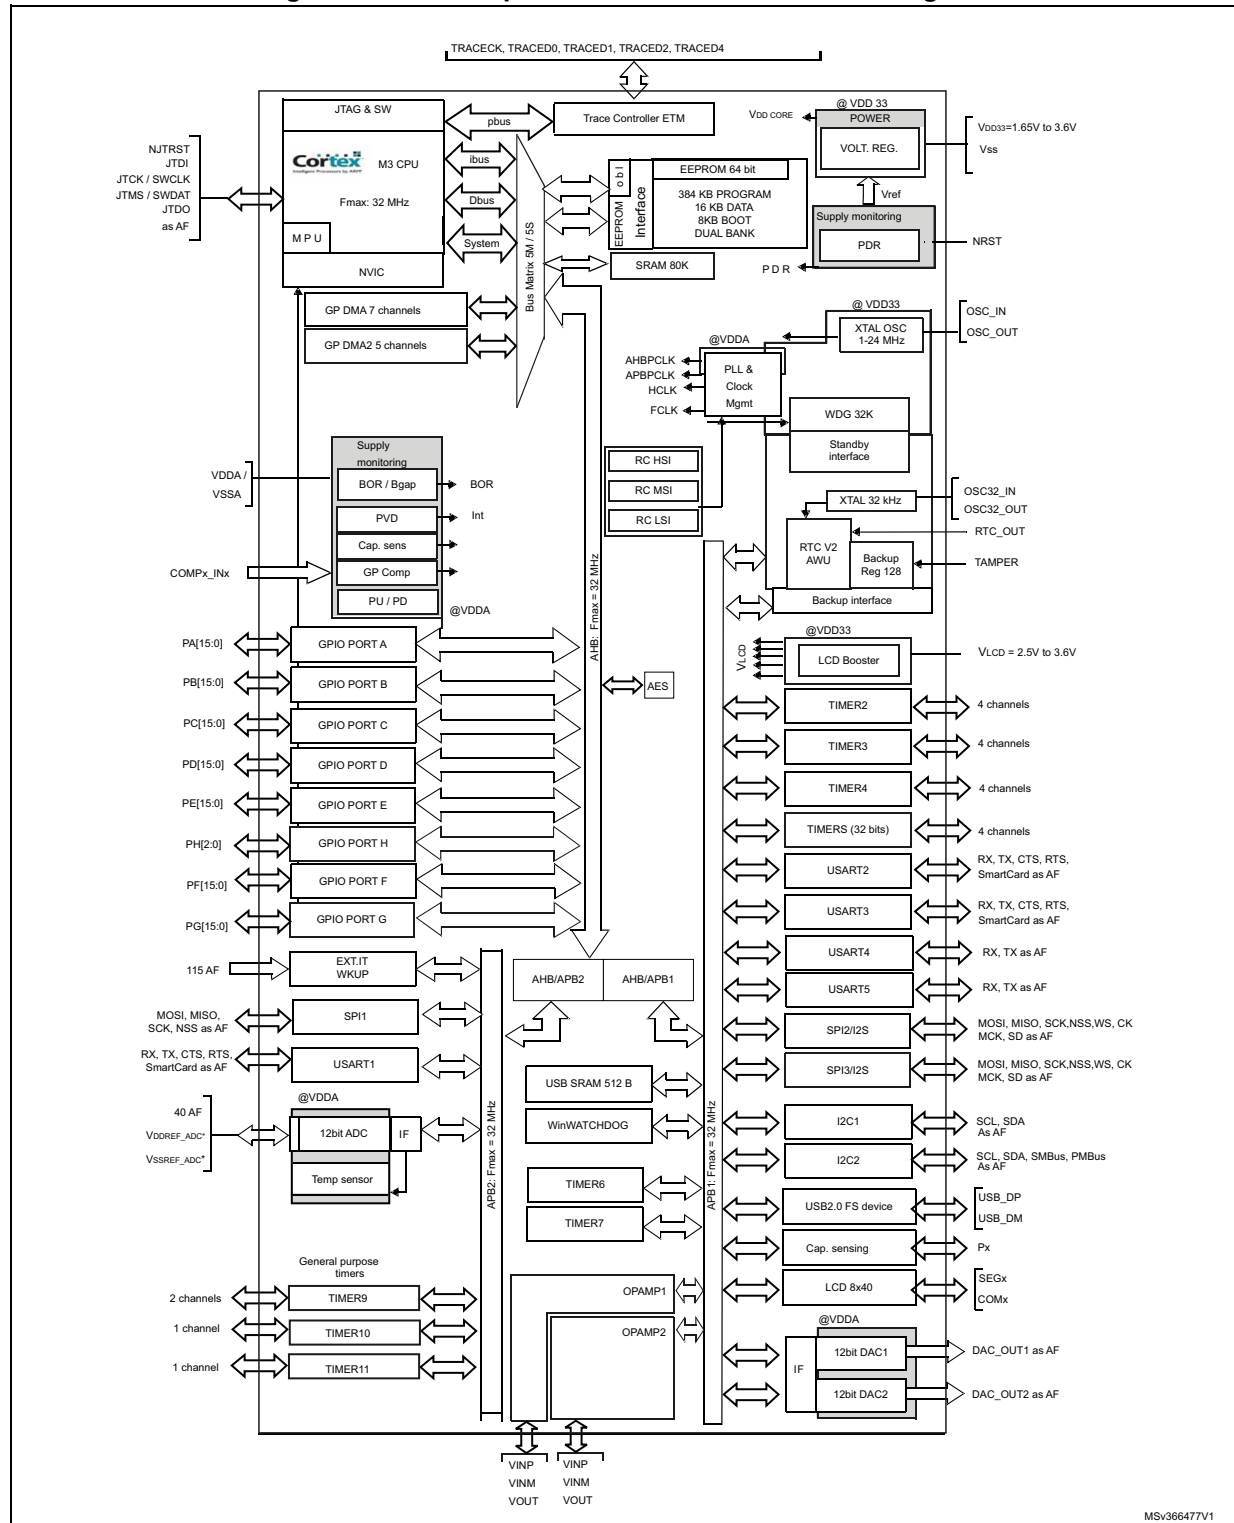 TRACECK, TRACED0, TRACED1, TRACED2, TRACED4
JTAG & SW
pbus
Trace Controller ETM
VDD CORE
@ VDD 33
POWER
VOLT. REG.
VDD33=1.65V to 3.6V
Vss
NJTRST
JTDI
JTCK / SWCLK
JTMS / SWDAT
JTDO
as AF
Cortex
Intelligent Processors by ARM®
M3 CPU
Fmax: 32 MHz
M P U
NVIC
ibus
Dbus
System
Bus Matrix 5M / 5S
EEPROM
obl
Interface
EEPROM 64 bit
384 KB PROGRAM
16 KB DATA
8KB BOOT
DUAL BANK
SRAM 80K
Vref
Supply monitoring
PDR
NRST
P D R
GP DMA 7 channels
GP DMA2 5 channels
@ VDD33
XTAL OSC
1-24 MHz
OSC_IN
OSC_OUT
@VDDA
PLL &
Clock
Mgmt
AHBPCLK
APBPCLK
HCLK
FCLK
WDG 32K
Standby
interface
RC HSI
RC MSI
RC LSI
Supply
monitoring
VDDA /
VSSA
BOR / Bgap
BOR
PVD
Int
Cap. sens
COMPx_INx
GP Comp
PU / PD
@VDDA
XTAL 32 kHz
OSC32_IN
OSC32_OUT
RTC V2
AWU
RTC_OUT
Backup
Reg 128
TAMPER
Backup interface
AHB: Fmax = 32 MHz
@VDD33
VLCD
LCD Booster
VLCD = 2.5V to 3.6V
AES
PA[15:0]
GPIO PORT A
PB[15:0]
GPIO PORT B
PC[15:0]
GPIO PORT C
PD[15:0]
GPIO PORT D
PE[15:0]
GPIO PORT E
PH[2:0]
GPIO PORT H
PF[15:0]
GPIO PORT F
PG[15:0]
GPIO PORT G
TIMER2
4 channels
TIMER3
4 channels
TIMER4
4 channels
TIMERS (32 bits)
4 channels
USART2
RX, TX, CTS, RTS,
SmartCard as AF
USART3
RX, TX, CTS, RTS,
SmartCard as AF
USART4
RX, TX as AF
USART5
RX, TX as AF
SPI2/I2S
MOSI, MISO, SCK,NSS,WS, CK
MCK, SD as AF
SPI3/I2S
MOSI, MISO, SCK,NSS,WS, CK
MCK, SD as AF
I2C1
SCL, SDA
As AF
I2C2
SCL, SDA, SMBus, PMBus
As AF
USB2.0 FS device
USB_DP
USB_DM
Cap. sensing
Px
LCD 8x40
SEGx
COMx
@VDDA
IF
12bit DAC1
DAC_OUT1 as AF
12bit DAC2
DAC_OUT2 as AF
115 AF
EXT.IT
WKUP
MOSI, MISO,
SCK, NSS as AF
SPI1
RX, TX, CTS, RTS,
SmartCard as AF
USART1
@VDDA
40 AF
VDDREF_ADC*
VSSREF_ADC*
12bit ADC
IF
Temp sensor
AHB/APB2
AHB/APB1
APB2: Fmax = 32 MHz
APB1: Fmax = 32 MHz
USB SRAM 512 B
WinWATCHDOG
TIMER6
TIMER7
General purpose
timers
2 channels
TIMER9
1 channel
TIMER10
1 channel
TIMER11
OPAMP1
OPAMP2
VINP
VINM
VOUT
VINP
VINM
VOUT
MSv366477V1